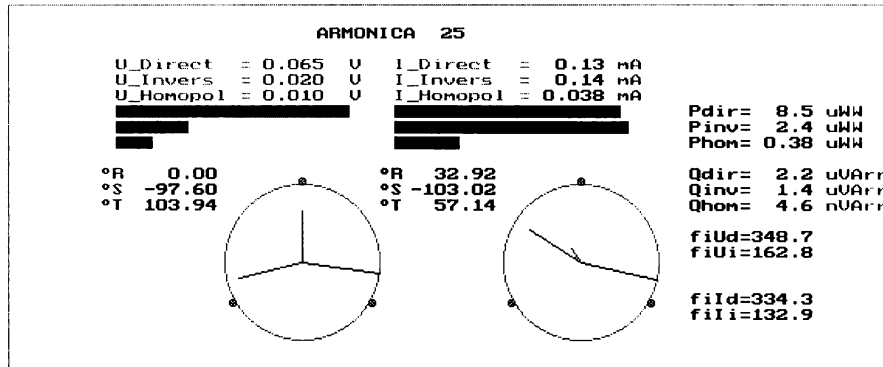 ARMONICA 25
U_Direct = 0.065 V I_Direct = 0.13 mA
U_Invers = 0.020 V I_Invers = 0.14 mA
U_Homopol = 0.010 V I_Homopol = 0.038 mA
Pdir= 8.5 uWW
Pinv= 2.4 uWW
Phom= 0.38 uWW
°R 0.00 °R 32.92
°S -97.60 °S -103.02
°T 103.94 °T 57.14
Qdir= 2.2 uVArr
Qinv= 1.4 uVArr
Qhom= 4.6 nVArr
fiUd=348.7
fiUi=162.8
fiId=334.3
fiIi=132.9